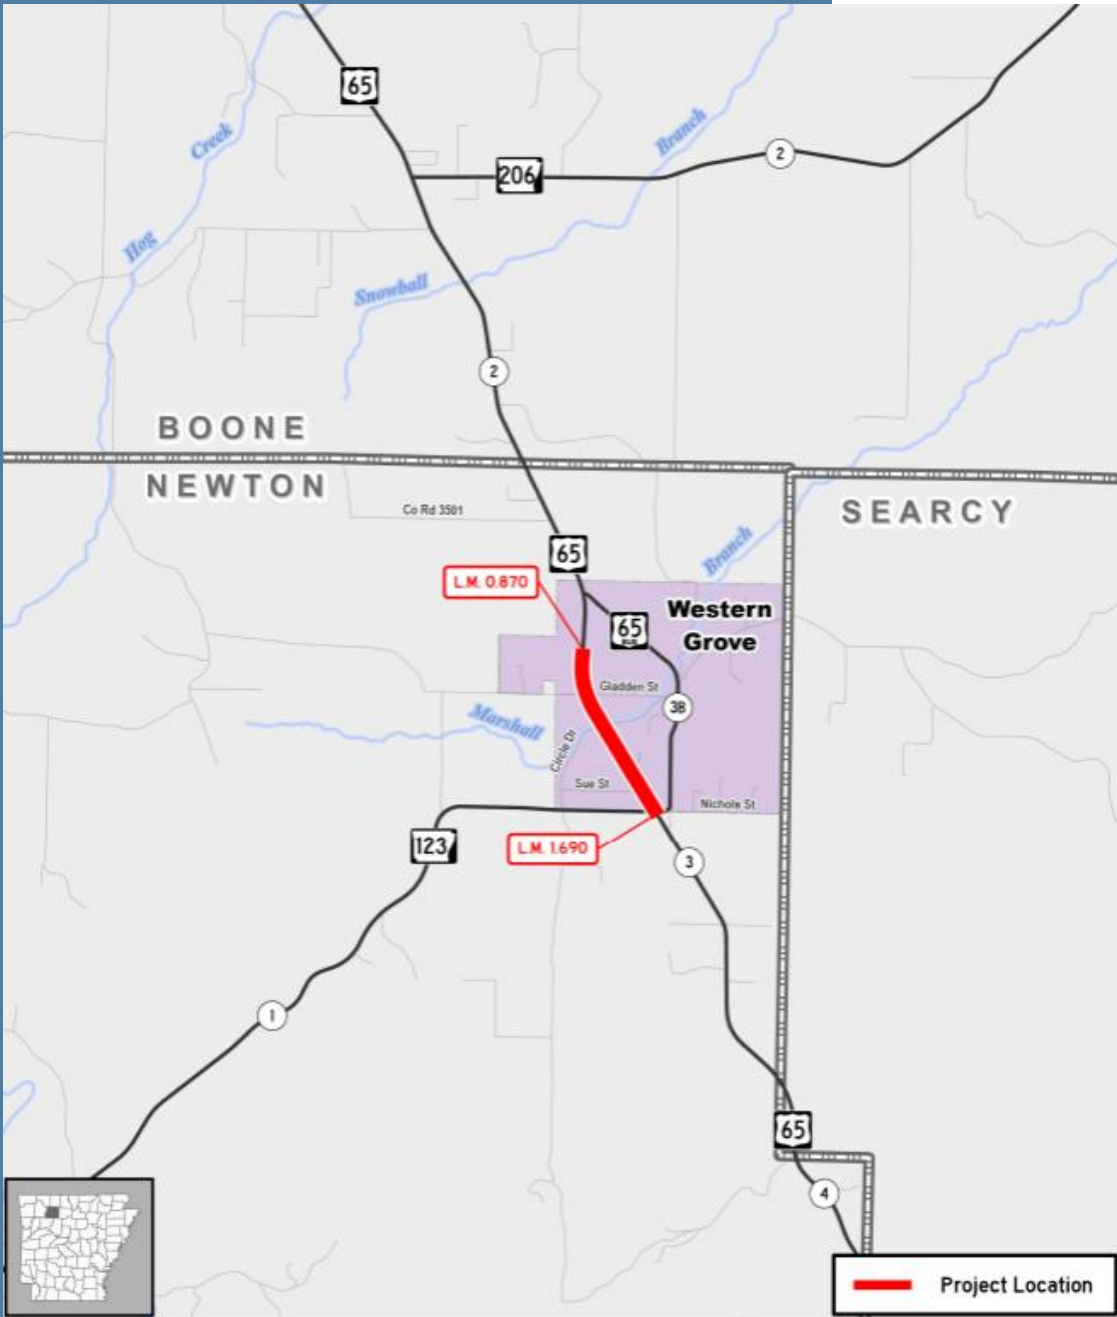 65
Creek
Branch
2
206
Hog
Snowball
2
BOONE
NEWTON
SEARCY
Co Rd 3501
Branch
65
L.M. 0.870
Western
Grove
65
BUS
Gladden St
3B
Marshall
Circle Dr
Sue St
Nichols St
123
L.M. 1.690
3
1
65
4
Project Location